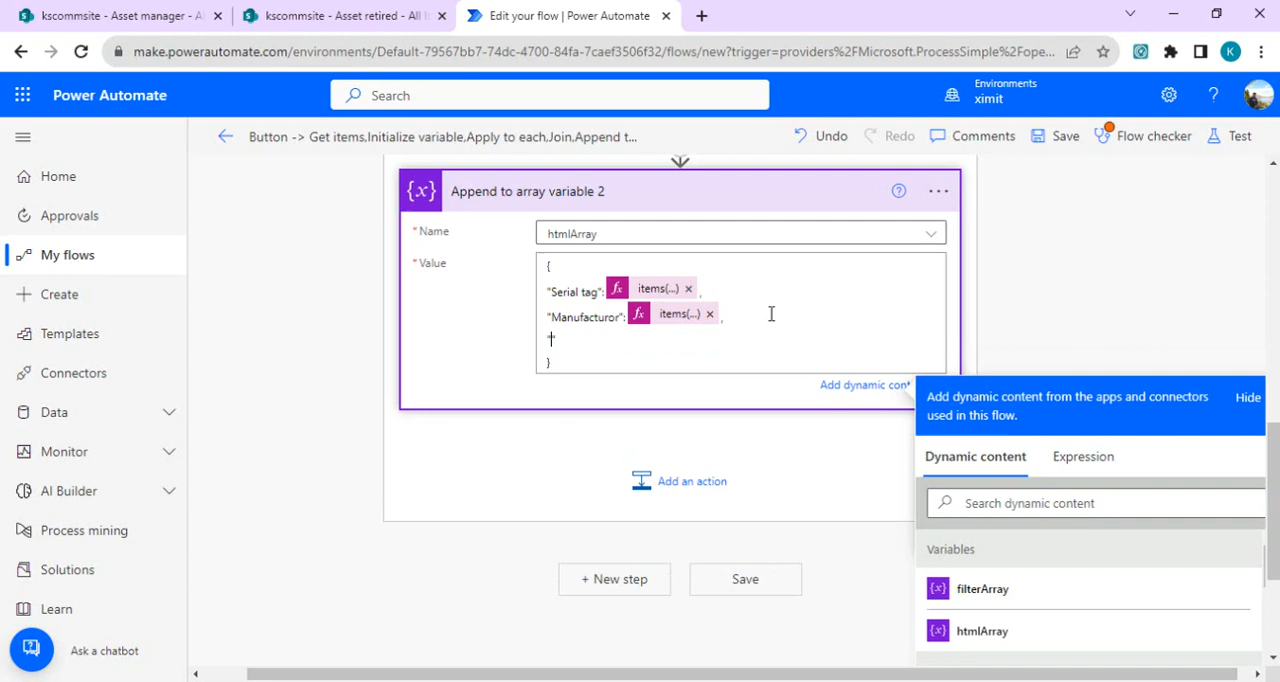 kscommsite - Asset manager - A
kscommsite - Asset retired - All I
Edit your flow | Power Automate
make.powerautomate.com/environments/Default-79567bb7-74dc-4700-84fa-7caef3506f32/flows/new?trigger=providers%2FMicrosoft.ProcessSimple%2Fope...
K
Power Automate
Search
Environments
ximit
Button -> Get items,Initialize variable,Apply to each,Join,Append t...
Undo
Redo
Comments
Save
Flow checker
Test
Home
Approvals
My flows
Create
Templates
Connectors
Data
Monitor
AI Builder
Process mining
Solutions
Learn
Ask a chatbot
{x} Append to array variable 2
* Name
htmlArray
* Value
{
"Serial tag": fx items(...) × ,
"Manufacturor": fx items(...) × ,
"
}
Add dynamic cont
Add an action
+ New step
Save
Add dynamic content from the apps and connectors used in this flow.
Hide
Dynamic content
Expression
Search dynamic content
Variables
{x} filterArray
{x} htmlArray